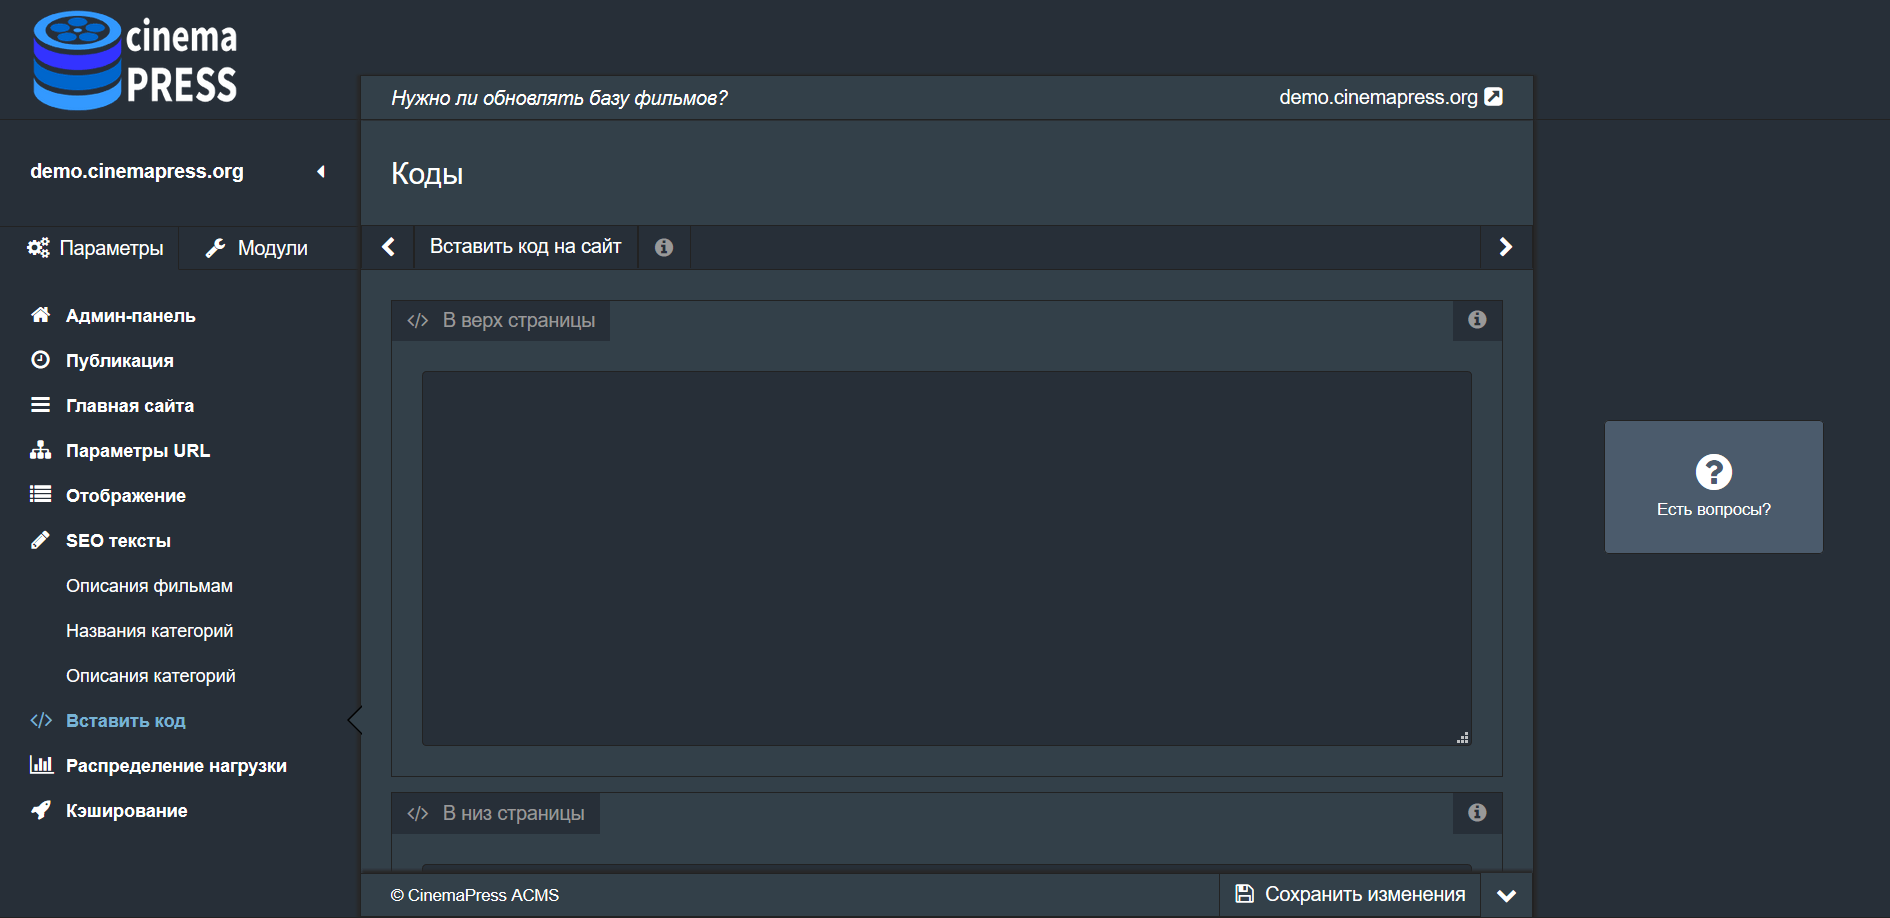 cinema
PRESS
Нужно ли обновлять базу фильмов?
demo.cinemapress.org
demo.cinemapress.org
Коды
Параметры
Модули
Вставить код на сайт
Админ-панель
Публикация
Главная сайта
Параметры URL
Отображение
SEO тексты
Описания фильмам
Названия категорий
Описания категорий
Вставить код
Распределение нагрузки
Кэширование
</> В верх страницы
</> В низ страницы
Есть вопросы?
© CinemaPress ACMS
Сохранить изменения